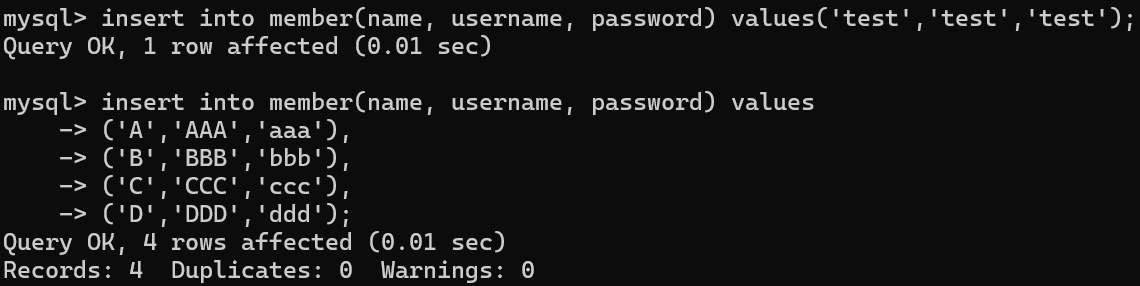 mysql> insert into member(name, username, password) values('test','test','test');
Query OK, 1 row affected (0.01 sec)
mysql> insert into member(name, username, password) values
    -> ('A','AAA','aaa'),
    -> ('B','BBB','bbb'),
    -> ('C','CCC','ccc'),
    -> ('D','DDD','ddd');
Query OK, 4 rows affected (0.01 sec)
Records: 4  Duplicates: 0  Warnings: 0